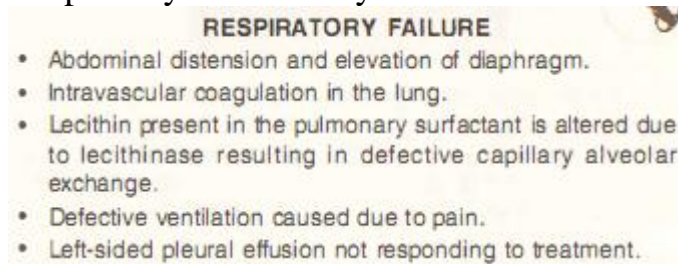 RESPIRATORY FAILURE
• Abdominal distension and elevation of diaphragm.
• Intravascular coagulation in the lung.
• Lecithin present in the pulmonary surfactant is altered due
to lecithinase resulting in defective capillary alveolar
exchange.
• Defective ventilation caused due to pain.
• Left-sided pleural effusion not responding to treatment.